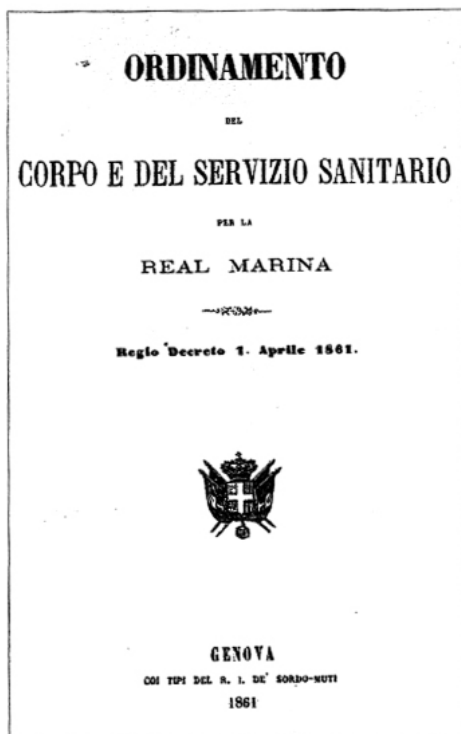 ORDINAMENTO
DEL
CORPO E DEL SERVIZIO SANITARIO
PER LA
REAL MARINA
Regio Decreto 1. Aprile 1861.
GENOVA
COI TIPI DEL R. I. DE' SORDO-MUTI
1861